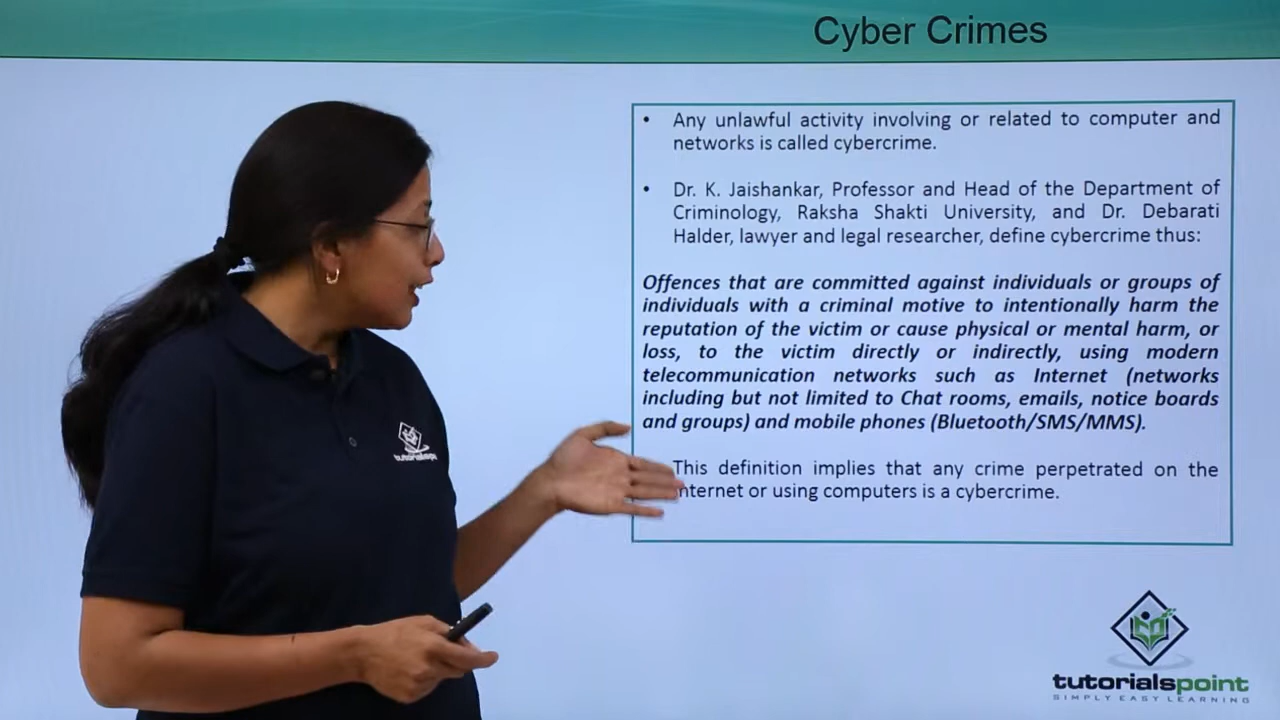 Cyber Crimes
• Any unlawful activity involving or related to computer and
networks is called cybercrime.
• Dr. K. Jaishankar, Professor and Head of the Department of
Criminology, Raksha Shakti University, and Dr. Debarati
Halder, lawyer and legal researcher, define cybercrime thus:
Offences that are committed against individuals or groups of
individuals with a criminal motive to intentionally harm the
reputation of the victim or cause physical or mental harm, or
loss, to the victim directly or indirectly, using modern
telecommunication networks such as Internet (networks
including but not limited to Chat rooms, emails, notice boards
and groups) and mobile phones (Bluetooth/SMS/MMS).
This definition implies that any crime perpetrated on the
nternet or using computers is a cybercrime.
tutorialspoint
SIMPLY EASY LEARNING